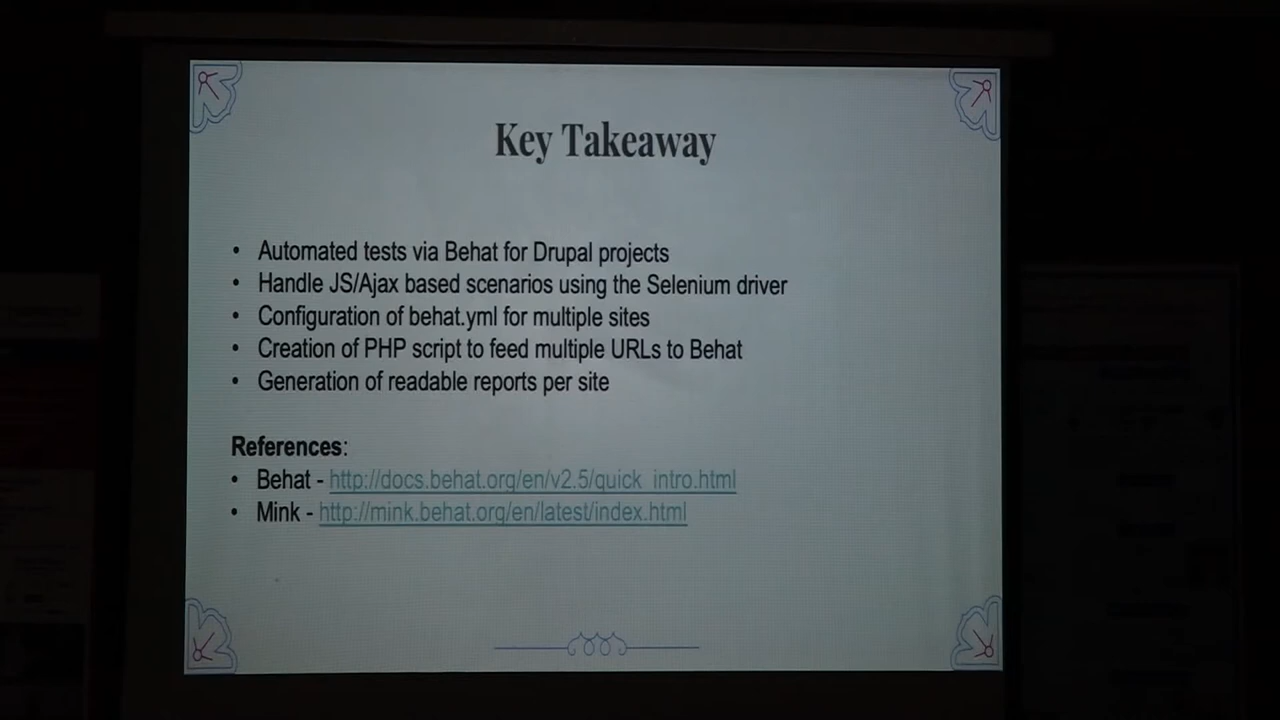 Key Takeaway
• Automated tests via Behat for Drupal projects
• Handle JS/Ajax based scenarios using the Selenium driver
• Configuration of behat.yml for multiple sites
• Creation of PHP script to feed multiple URLs to Behat
• Generation of readable reports per site
References:
• Behat - http://docs.behat.org/en/v2.5/quick_intro.html
• Mink - http://mink.behat.org/en/latest/index.html